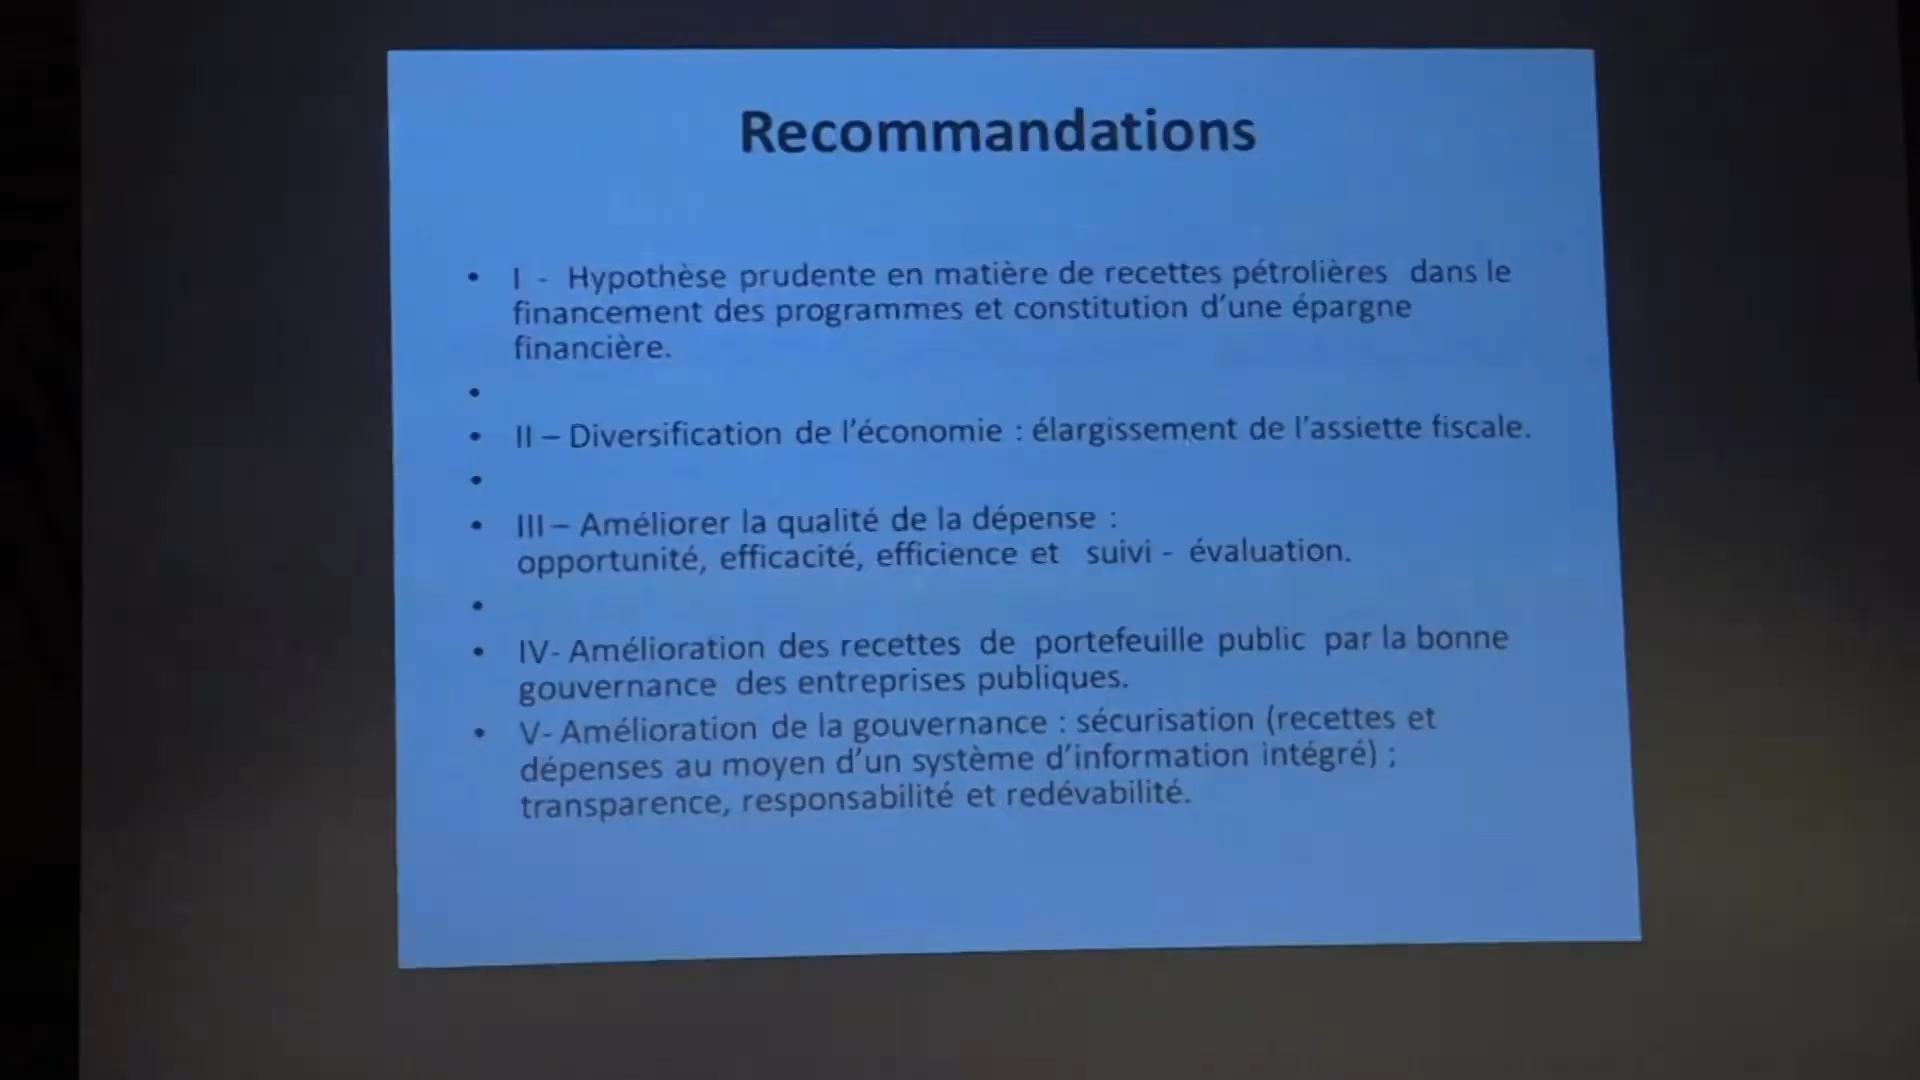 Recommandations
• I - Hypothèse prudente en matière de recettes pétrolières dans le
financement des programmes et constitution d'une épargne
financière.
•
• II – Diversification de l'économie : élargissement de l'assiette fiscale.
•
• III – Améliorer la qualité de la dépense :
opportunité, efficacité, efficience et suivi - évaluation.
•
• IV- Amélioration des recettes de portefeuille public par la bonne
gouvernance des entreprises publiques.
• V- Amélioration de la gouvernance : sécurisation (recettes et
dépenses au moyen d'un système d'information intégré) ;
transparence, responsabilité et redévabilité.